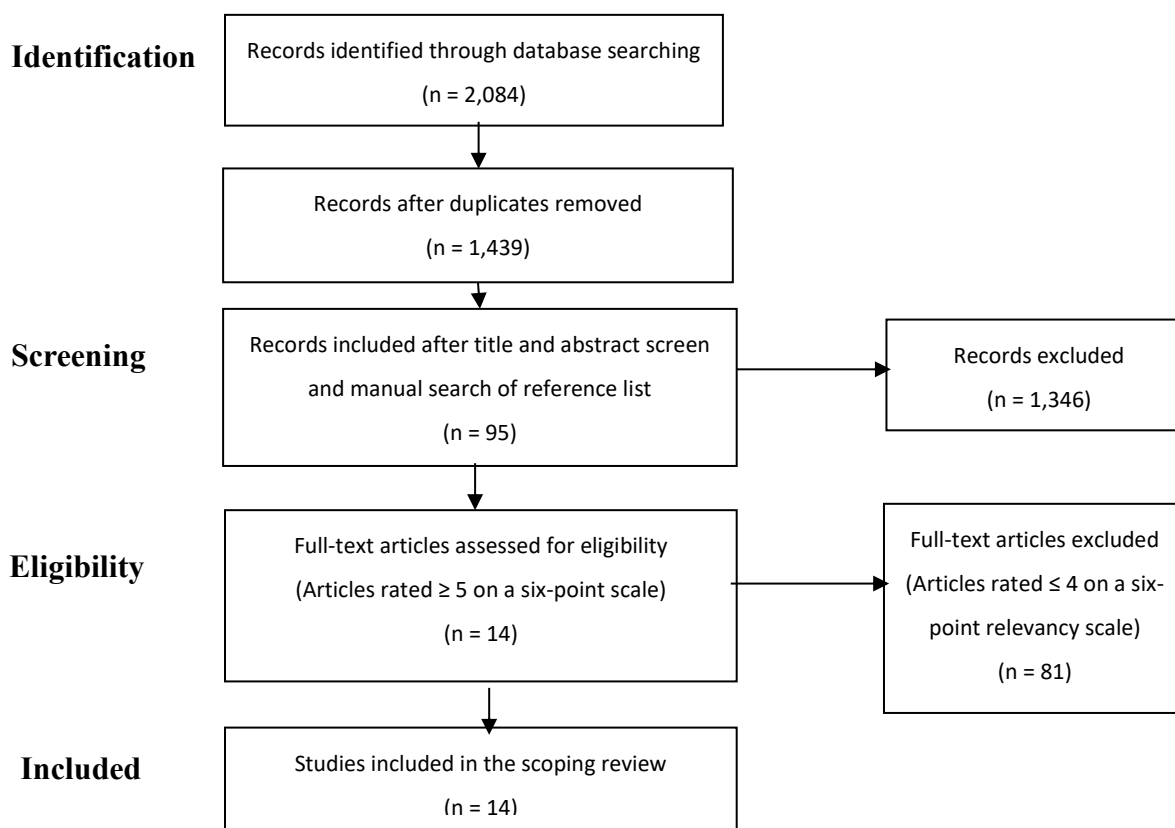 Identification
Records identified through database searching
(n = 2,084)
Records after duplicates removed
(n = 1,439)
Screening
Records included after title and abstract screen
and manual search of reference list
(n = 95)
Records excluded
(n = 1,346)
Eligibility
Full-text articles assessed for eligibility
(Articles rated ≥ 5 on a six-point scale)
(n = 14)
Full-text articles excluded
(Articles rated ≤ 4 on a six-
point relevancy scale)
(n = 81)
Included
Studies included in the scoping review
(n = 14)